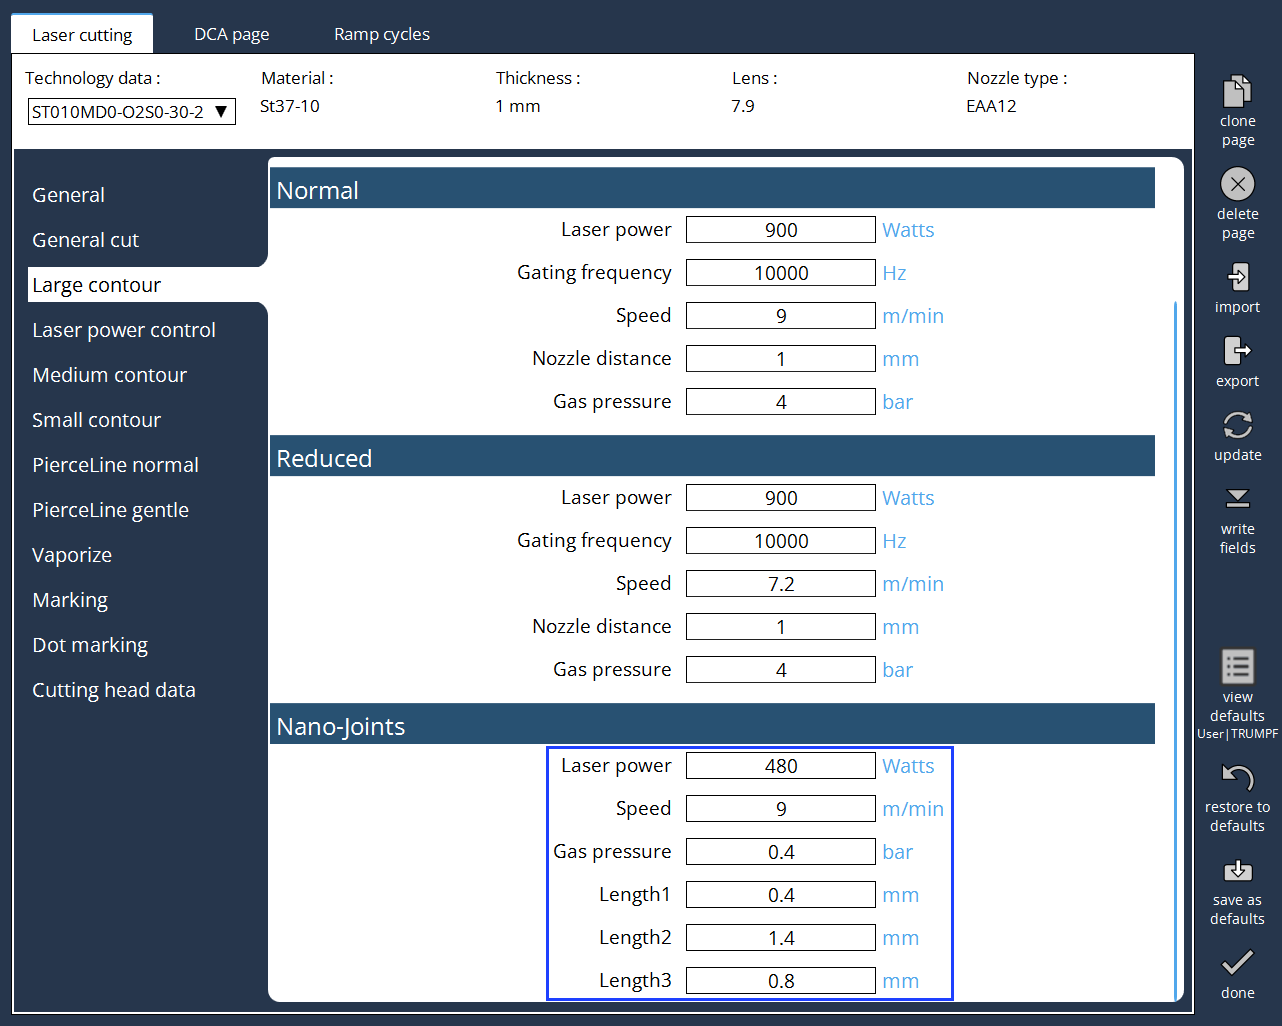 Laser cutting
DCA page
Ramp cycles
Technology data :
Material :
Thickness :
Lens :
Nozzle type :
ST010MD0-O2S0-30-2 ▼
St37-10
1 mm
7.9
EAA12
General
General cut
Large contour
Laser power control
Medium contour
Small contour
PierceLine normal
PierceLine gentle
Vaporize
Marking
Dot marking
Cutting head data
Normal
Laser power 900 Watts
Gating frequency 10000 Hz
Speed 9 m/min
Nozzle distance 1 mm
Gas pressure 4 bar
Reduced
Laser power 900 Watts
Gating frequency 10000 Hz
Speed 7.2 m/min
Nozzle distance 1 mm
Gas pressure 4 bar
Nano-Joints
Laser power 480 Watts
Speed 9 m/min
Gas pressure 0.4 bar
Length1 0.4 mm
Length2 1.4 mm
Length3 0.8 mm
clone
page
delete
page
import
export
update
write
fields
view
defaults
User|TRUMPF
restore to
defaults
save as
defaults
done